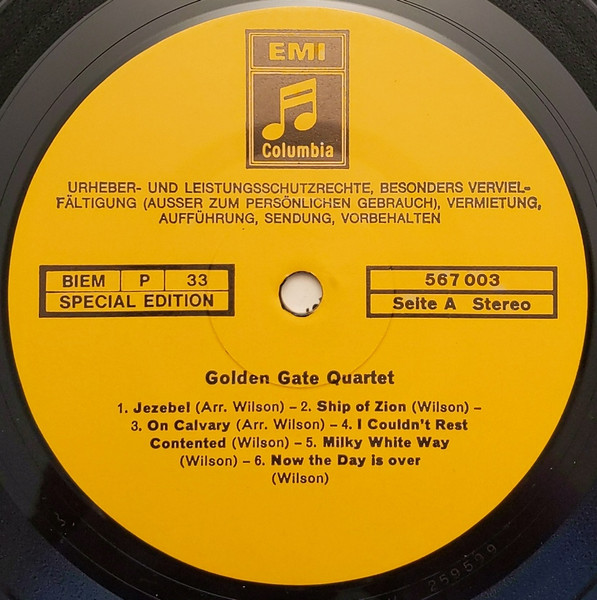 EMI
Columbia
URHEBER- UND LEISTUNGSSCHUTZRECHTE, BESONDERS VERVIEL-
FÄLTIGUNG (AUSSER ZUM PERSÖNLICHEN GEBRAUCH), VERMIETUNG,
AUFFÜHRUNG, SENDUNG, VORBEHALTEN
BIEM P 33
SPECIAL EDITION
567 003
Seite A Stereo
Golden Gate Quartet
1. Jezebel (Arr. Wilson) – 2. Ship of Zion (Wilson) –
3. On Calvary (Arr. Wilson) – 4. I Couldn't Rest
Contented (Wilson) – 5. Milky White Way
(Wilson) – 6. Now the Day is over
(Wilson)